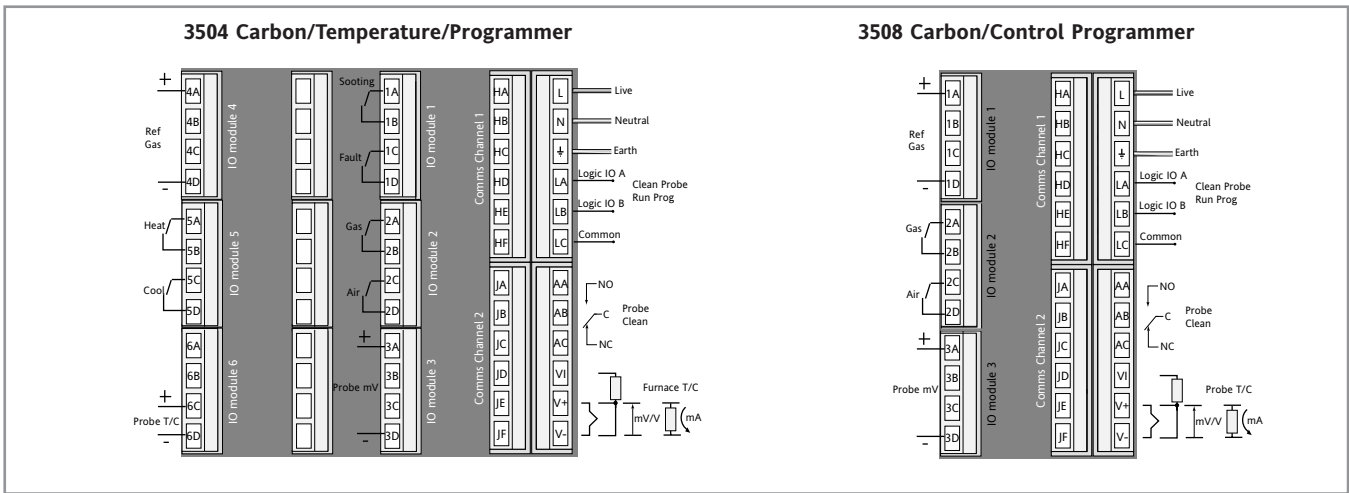 3504 Carbon/Temperature/Programmer
+
4A
4B
4C
4D
-
Ref
Gas
IO module 4
Heat
5A
5B
5C
5D
Cool
IO module 5
6A
6B
6C
6D
+
Probe T/C
-
IO module 6
Sooting
1A
1B
1C
1D
Fault
IO module 1
Gas
2A
2B
2C
2D
Air
IO module 2
+
3A
3B
3C
3D
Probe mV
-
IO module 3
Comms Channel 1
HA
HB
HC
HD
HE
HF
Comms Channel 2
JA
JB
JC
JD
JE
JF
L
Live
N
Neutral
Earth
LA
Logic IO A
LB
Logic IO B
LC
Common
Clean Probe
Run Prog
AA
AB
AC
VI
V+
V-
NO
C
NC
Probe
Clean
Furnace T/C
mV/V
mA
3508 Carbon/Control Programmer
+
1A
1B
1C
1D
-
Ref
Gas
IO module 1
Gas
2A
2B
2C
2D
Air
IO module 2
+
3A
3B
3C
3D
Probe mV
-
IO module 3
Comms Channel 1
HA
HB
HC
HD
HE
HF
Comms Channel 2
JA
JB
JC
JD
JE
JF
L
Live
N
Neutral
Earth
LA
Logic IO A
LB
Logic IO B
LC
Common
Clean Probe
Run Prog
AA
AB
AC
VI
V+
V-
NO
C
NC
Probe
Clean
Probe T/C
mV/V
mA